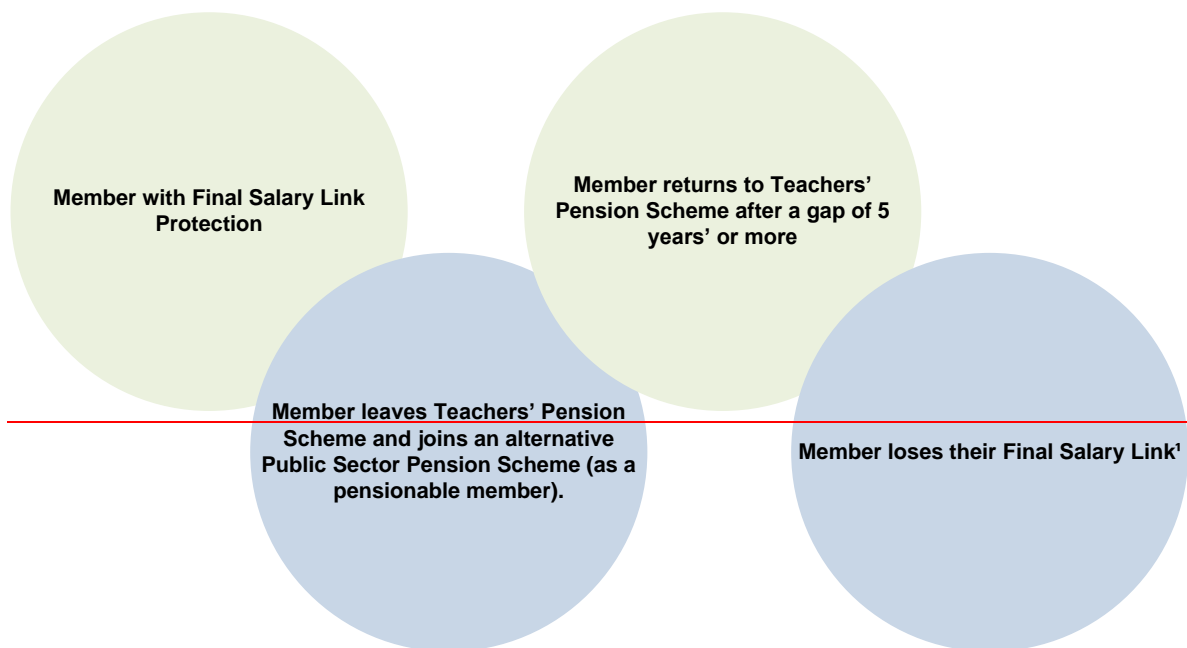 Member with Final Salary Link
Protection
Member leaves Teachers’ Pension
Scheme and joins an alternative
Public Sector Pension Scheme (as a
pensionable member).
Member returns to Teachers’
Pension Scheme after a gap of 5
years’ or more
Member loses their Final Salary Link¹